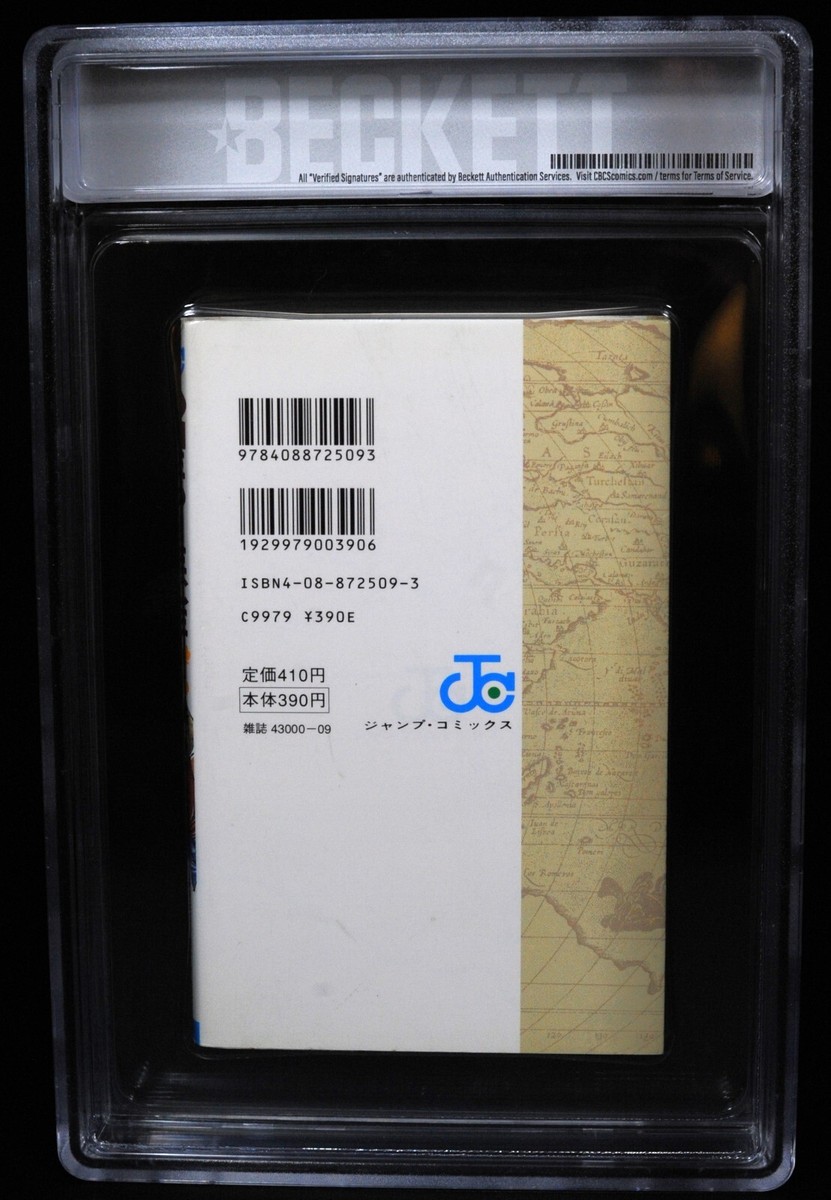 BECKETT
All "Verified Signatures" are authenticated by Beckett Authentication Services. Visit CBCScomics.com / terms for Terms of Service.
9784088725093
1929979003906
ISBN4-08-872509-3
C9979 ¥390E
定価410円
本体390円
雑誌 43000-09
ジャンプ・コミックス
Persia
Turchestan